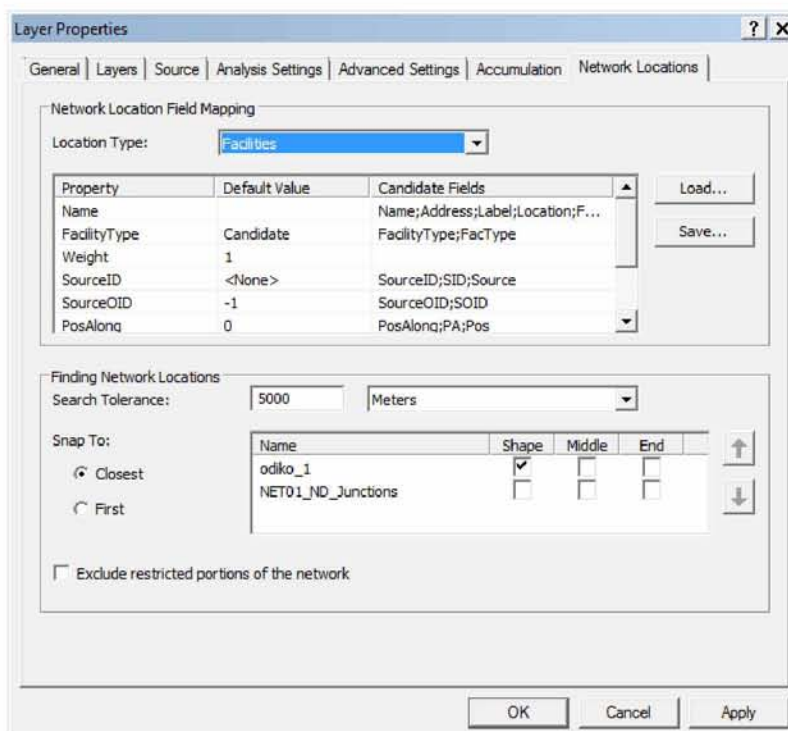 Layer Properties
? X
General | Layers | Source | Analysis Settings | Advanced Settings | Accumulation | Network Locations
Network Location Field Mapping
Location Type: Facilities
Property Default Value Candidate Fields
Name Name;Address;Label;Location;F...
FacilityType Candidate FacilityType;FacType
Weight 1
SourceID <None> SourceID;SID;Source
SourceOID -1 SourceOID;SOID
PosAlong 0 PosAlong;PA;Pos
Load...
Save...
Finding Network Locations
Search Tolerance: 5000 Meters
Snap To:
Closest
First
Name Shape Middle End
odiko_1
NET01_ND_Junctions
Exclude restricted portions of the network
OK Cancel Apply